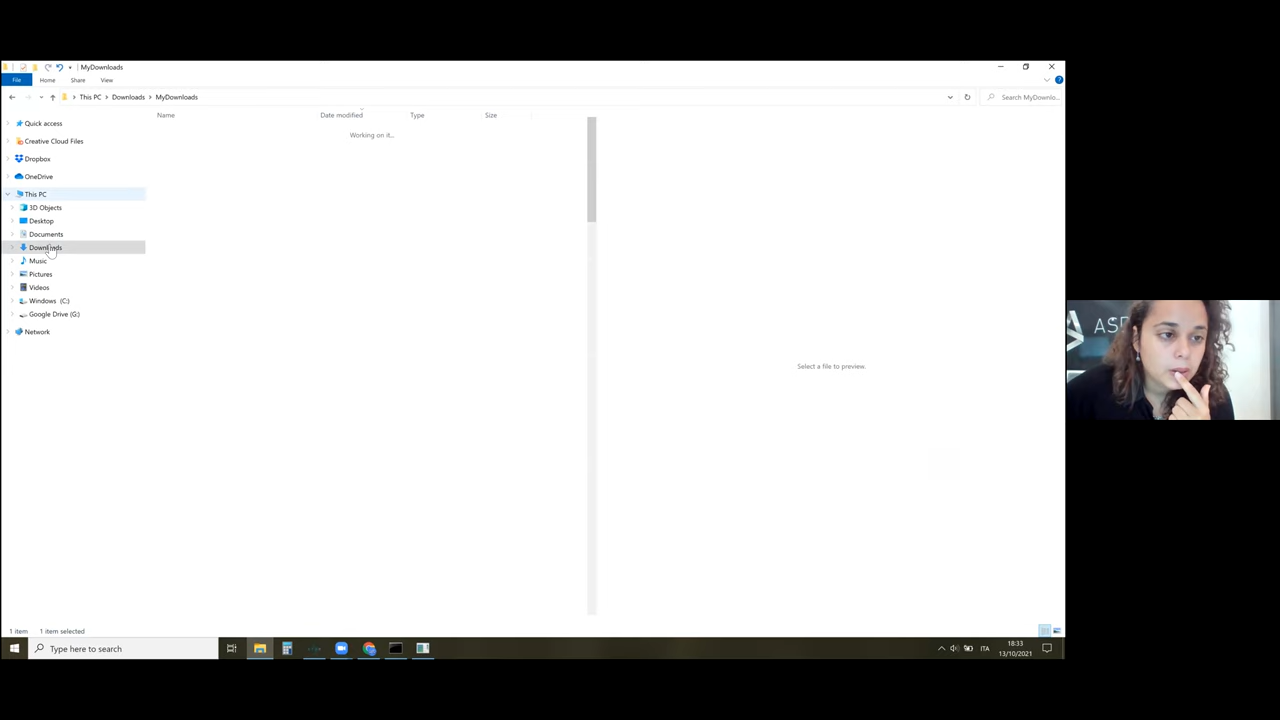 MyDownloads
File Home Share View
This PC Downloads MyDownloads
Search MyDownlo...
Name Date modified Type Size
Working on it...
Quick access
Creative Cloud Files
Dropbox
OneDrive
This PC
3D Objects
Desktop
Documents
Downloads
Music
Pictures
Videos
Windows (C:)
Google Drive (G:)
Network
Select a file to preview.
1 item 1 item selected
Type here to search
ITA
18:33
13/10/2021